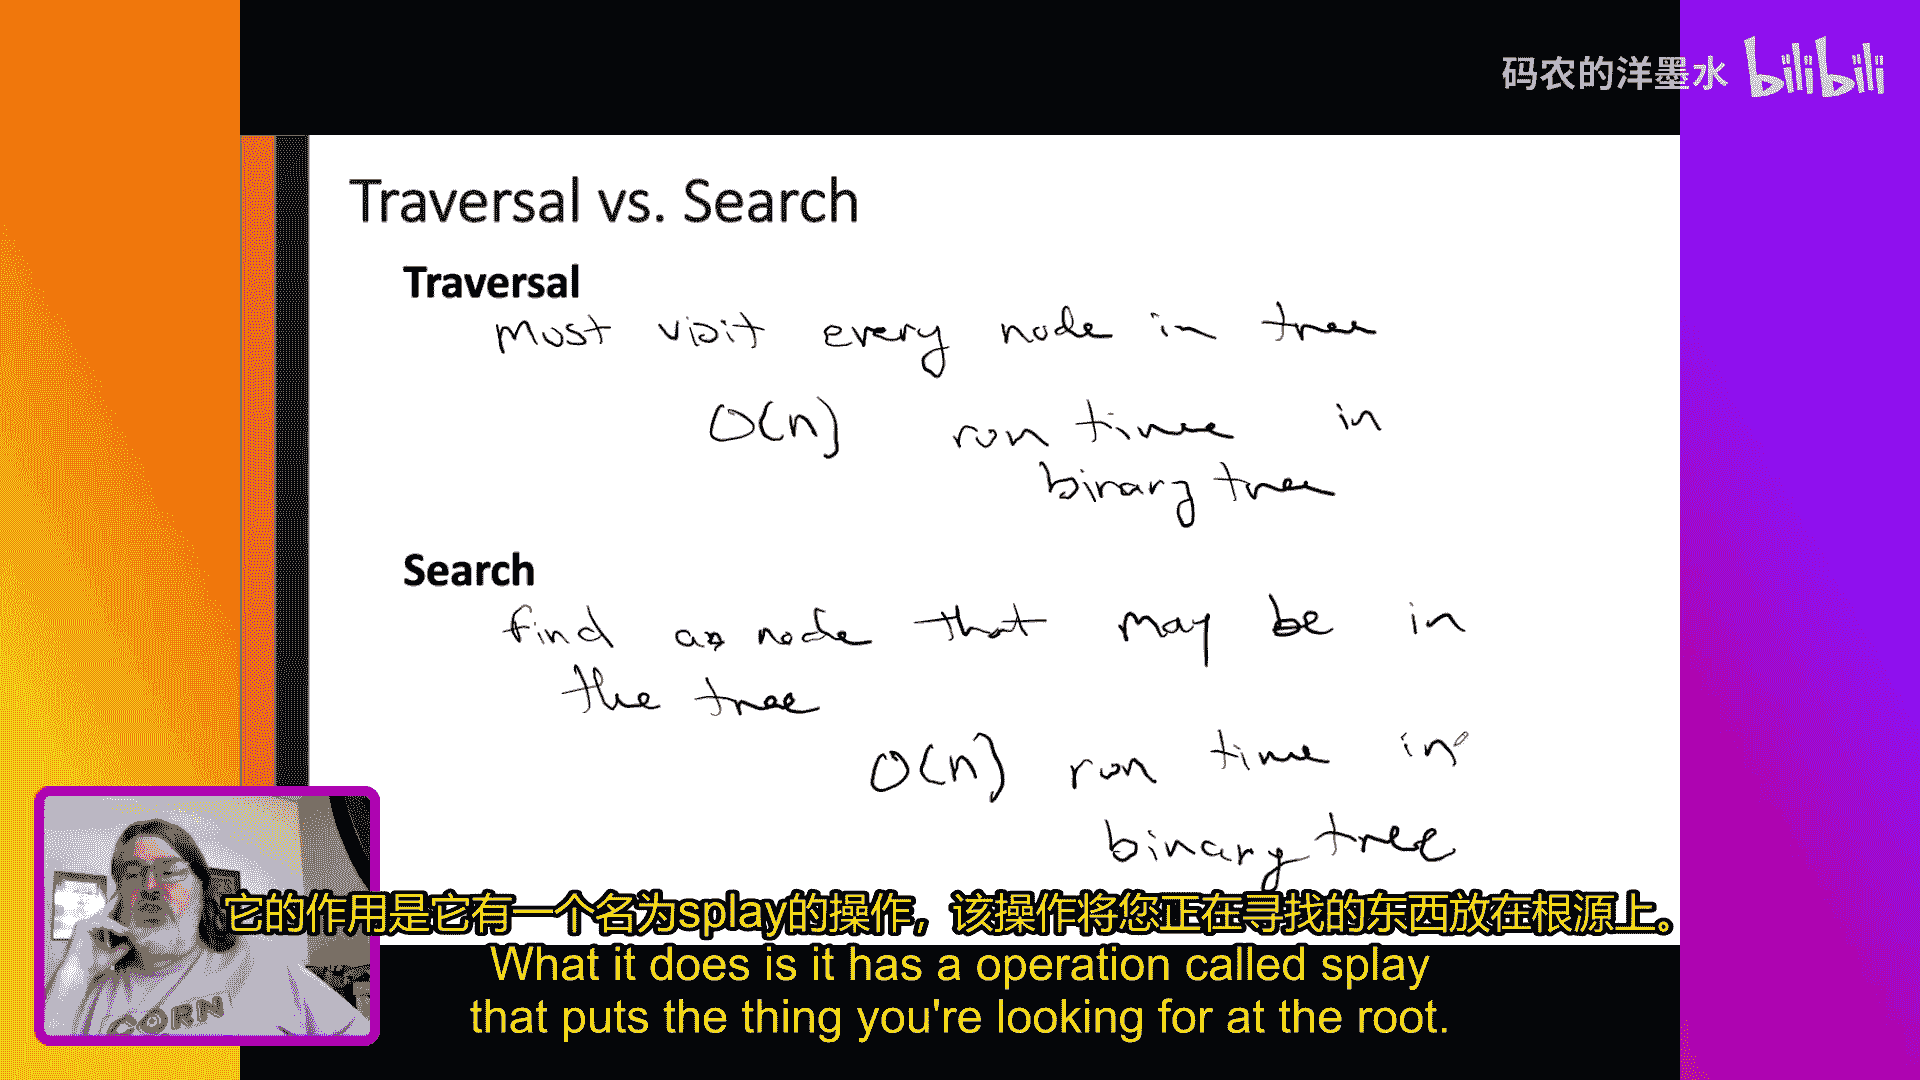 码农的洋墨水 bilibili
Traversal vs. Search
Traversal
Must visit every node in tree
O(n) run time in
binary tree
Search
find a node that may be in
the tree
O(n) run time in
binary tree
CORN
它的作用是它有一个名为splay的操作，该操作将您正在寻找的东西放在根源上。
What it does is it has a operation called splay
that puts the thing you're looking for at the root.